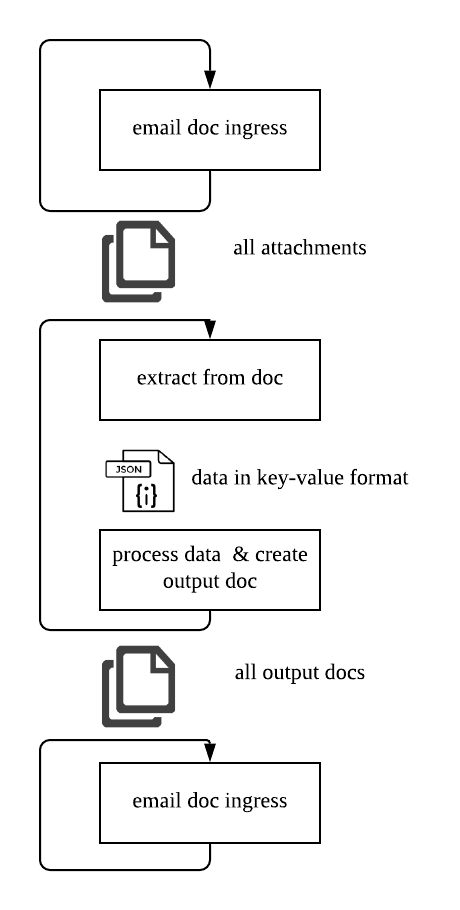 email doc ingress
all attachments
extract from doc
JSON
{i}
data in key-value format
process data & create
output doc
all output docs
email doc ingress